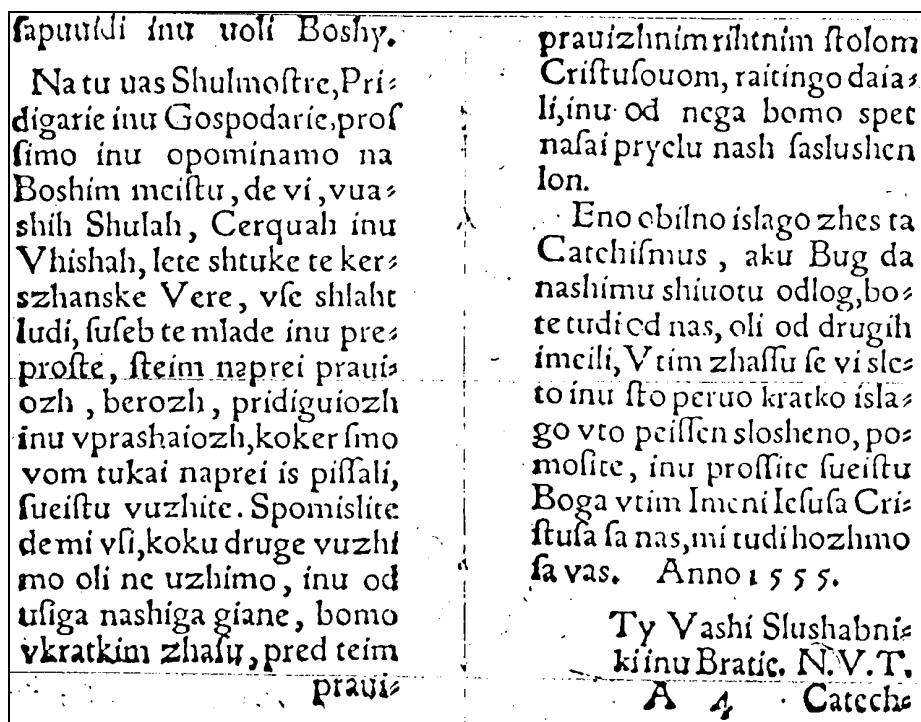 ſapuuidi inu uoli Boshy.
Na tu uas Shulmoſtre, Pri⸗
digarie inu Gospodarie, proſ
ſimo inu opominamo na
Boshim meiſtu, de vi, vua⸗
shih Shulah, Cerquah inu
Vhishah, lete shtuke te ker⸗
szhanske Vere, vſe shlaht
ludi, ſuſeb te mlade inu pre⸗
proſte, ſteim naprei praui⸗
ozh, berozh, pridiguiozh
inu vprashaiozh, koker ſmo
vom tukai naprei is piſſali,
ſueiſtu vuzhite. Spomislite
de mi vſi, koku druge vuzhi
mo oli ne uzhimo, inu od
uſiga nashiga giane, bomo
vkratkim zhaſu, pred teim
praui⸗
prauizhnim rihtnim ſtolom
Criſtuſouom, raitingo daia⸗
li, inu od nega bomo spet
naſai pryelu nash ſaslushen
lon.
Eno obilno islago zhes ta
Catehiſmus, aku Bug da
nashimu shiuotu odlog, bo⸗
te tudi od nas, oli od drugih
imeili, Vtim zhaſſu ſe vi sle⸗
to inu ſto peruo kratko isla⸗
go vto peiſſen slosheno, po⸗
moſite, inu proſſite ſueiſtu
Boga vtim Imeni Ieſuſa Cri⸗
ſtuſa ſa nas, mi tudi hozhmo
ſa vas. Anno 1555.
Ty Vashi Slushabni⸗
ki inu Bratie. N. V. T.
A 4 Catech⸗